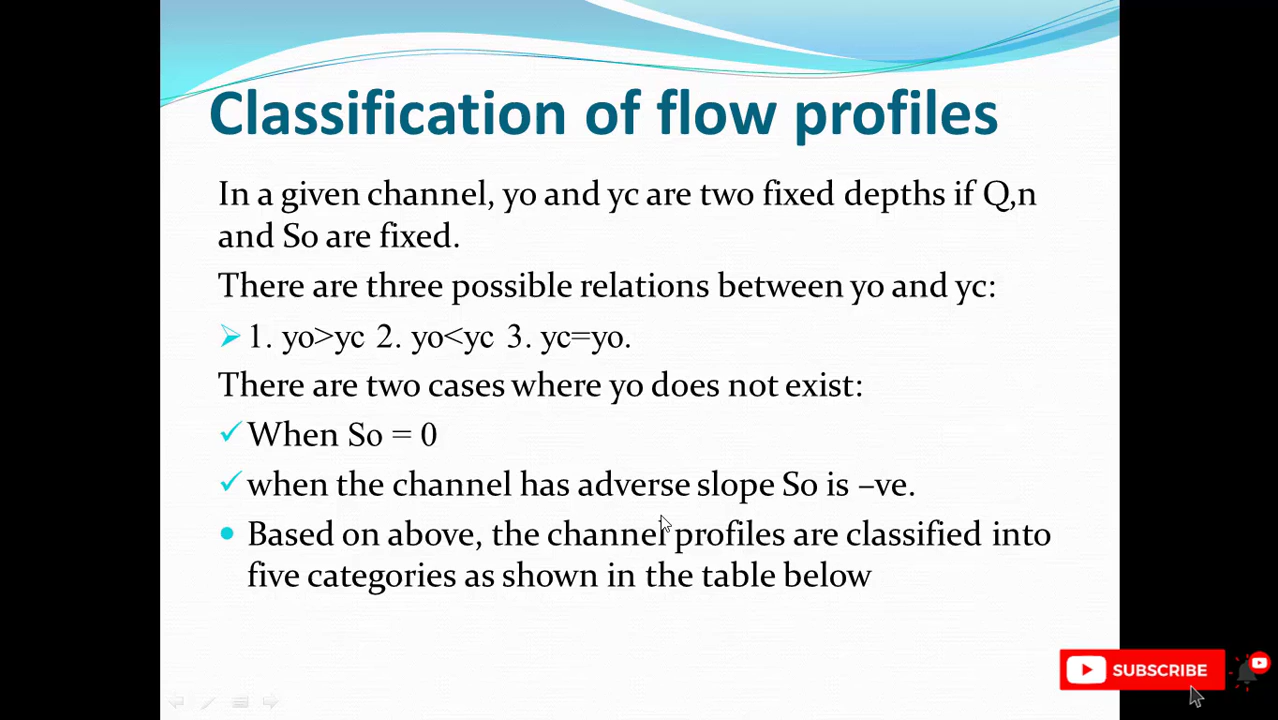 Classification of flow profiles
In a given channel, yo and yc are two fixed depths if Q,n
and So are fixed.
There are three possible relations between yo and yc:
1. yo>yc 2. yo<yc 3. yc=yo.
There are two cases where yo does not exist:
When So = 0
when the channel has adverse slope So is –ve.
Based on above, the channel profiles are classified into
five categories as shown in the table below
SUBSCRIBE